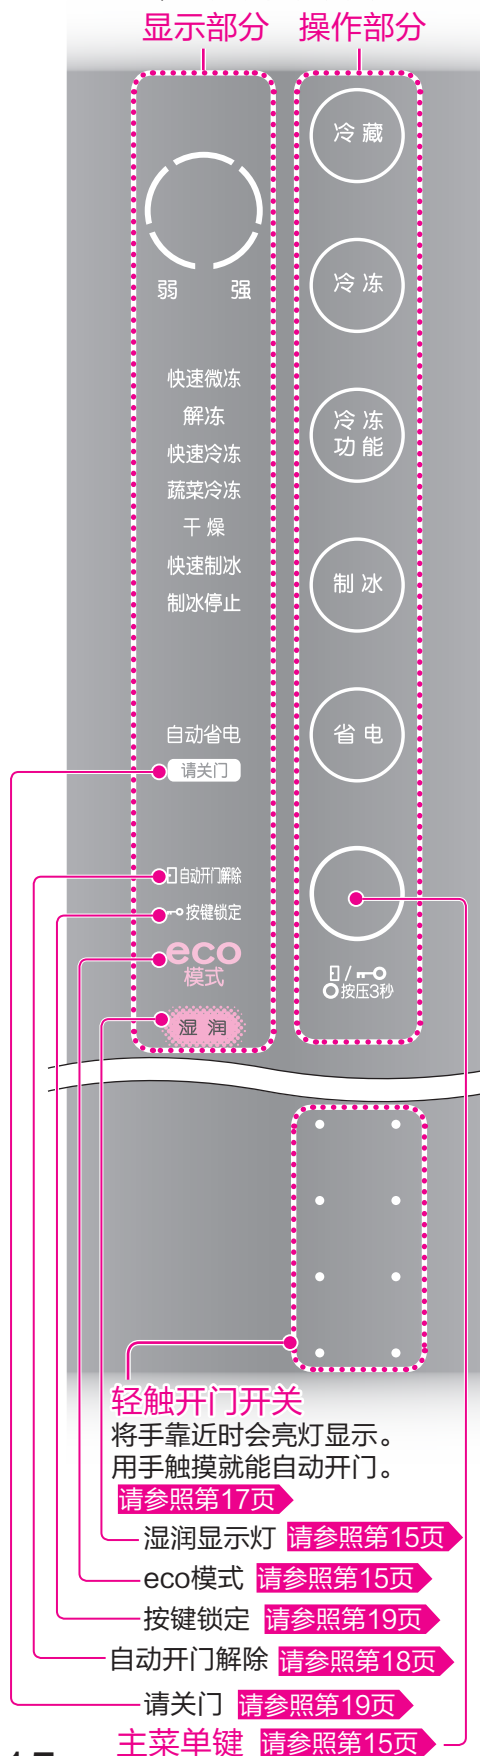 显示部分 操作部分
冷藏
弱 强
冷冻
快速微冻
解冻
快速冷冻
蔬菜冷冻
干燥
快速制冰
制冰停止
冷冻
功能
制冰
自动省电
请关门
省电
自动开门解除
按键锁定
eco
模式
湿润
/
按压3秒
轻触开门开关
将手靠近时会亮灯显示。
用手触摸就能自动开门。
请参照第17页
湿润显示灯 请参照第15页
eco模式 请参照第15页
按键锁定 请参照第19页
自动开门解除 请参照第18页
请关门 请参照第19页
主菜单键 请参照第15页